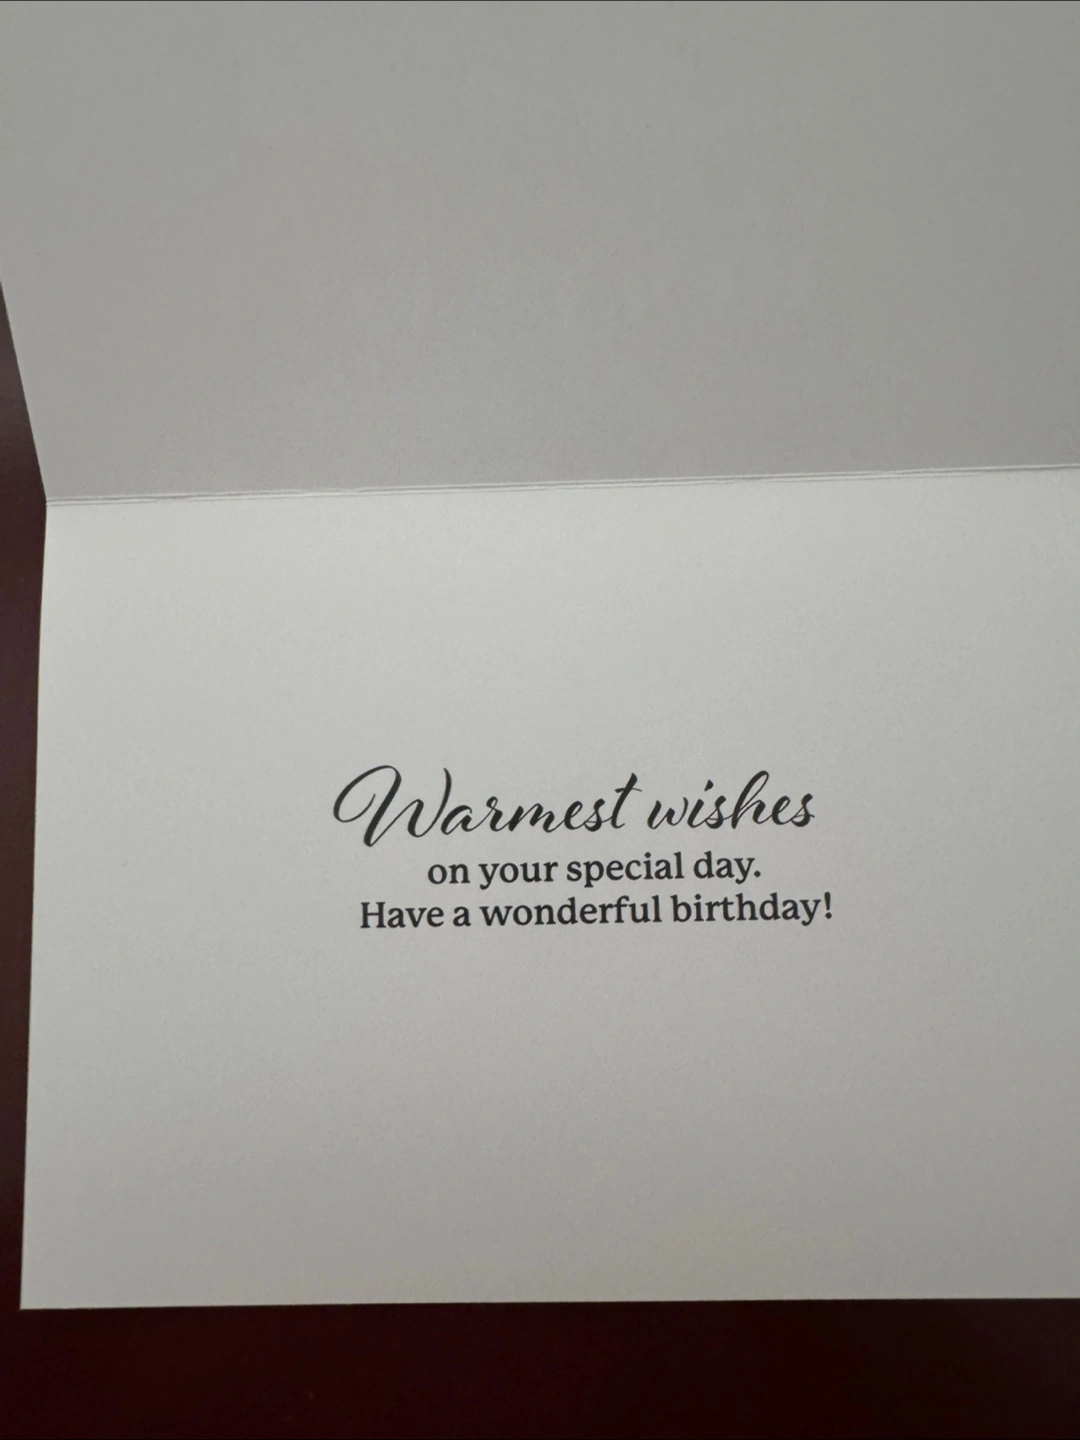 Warmest wishes
on your special day.
Have a wonderful birthday!